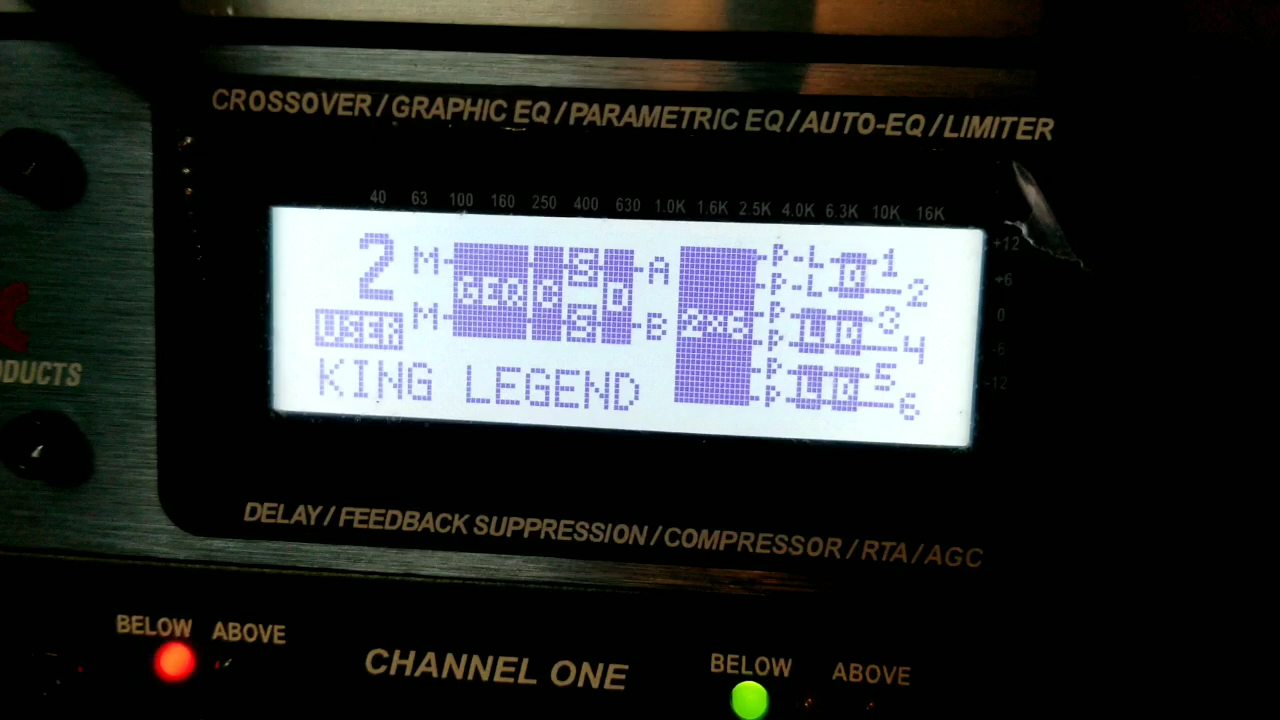 CROSSOVER / GRAPHIC EQ / PARAMETRIC EQ / AUTO-EQ / LIMITER
40 63 100 160 250 400 630 1.0K 1.6K 2.5K 4.0K 6.3K 10K 16K
+12
+6
0
-6
-12
2
USER
M
M
A
B
1
2
3
4
5
6
KING LEGEND
DUCTS
DELAY / FEEDBACK SUPPRESSION / COMPRESSOR / RTA / AGC
BELOW ABOVE
CHANNEL ONE
BELOW ABOVE